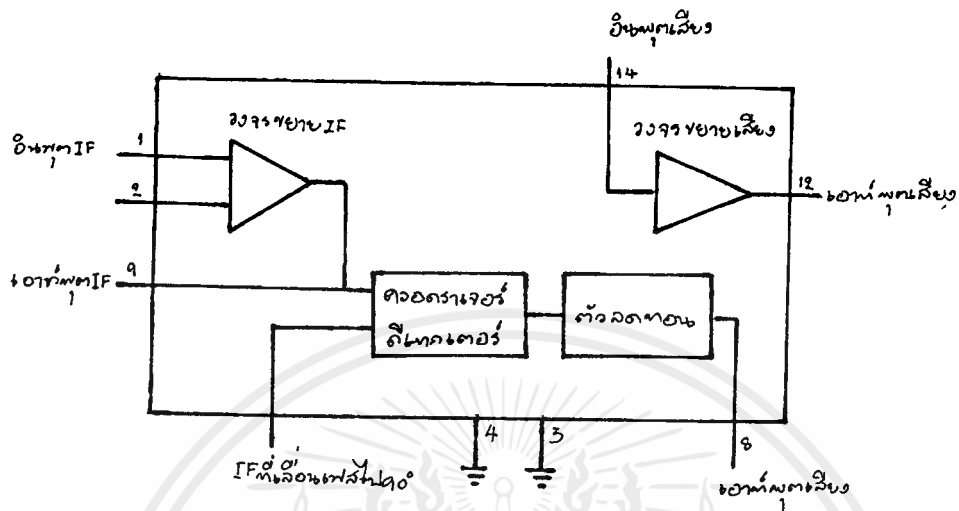 อินพุตเสียง
14
วงจรขยาย IF
วงจรขยายเสียง
อินพุต IF
1
2
12
เอาท์พุตเสียง
เอาท์พุต IF
9
ควอดราเจอร์
ดีเทคเตอร์
ตัวลดทอน
4
3
8
IF ที่เลื่อนเฟสไป 90°
เอาท์พุตเสียง